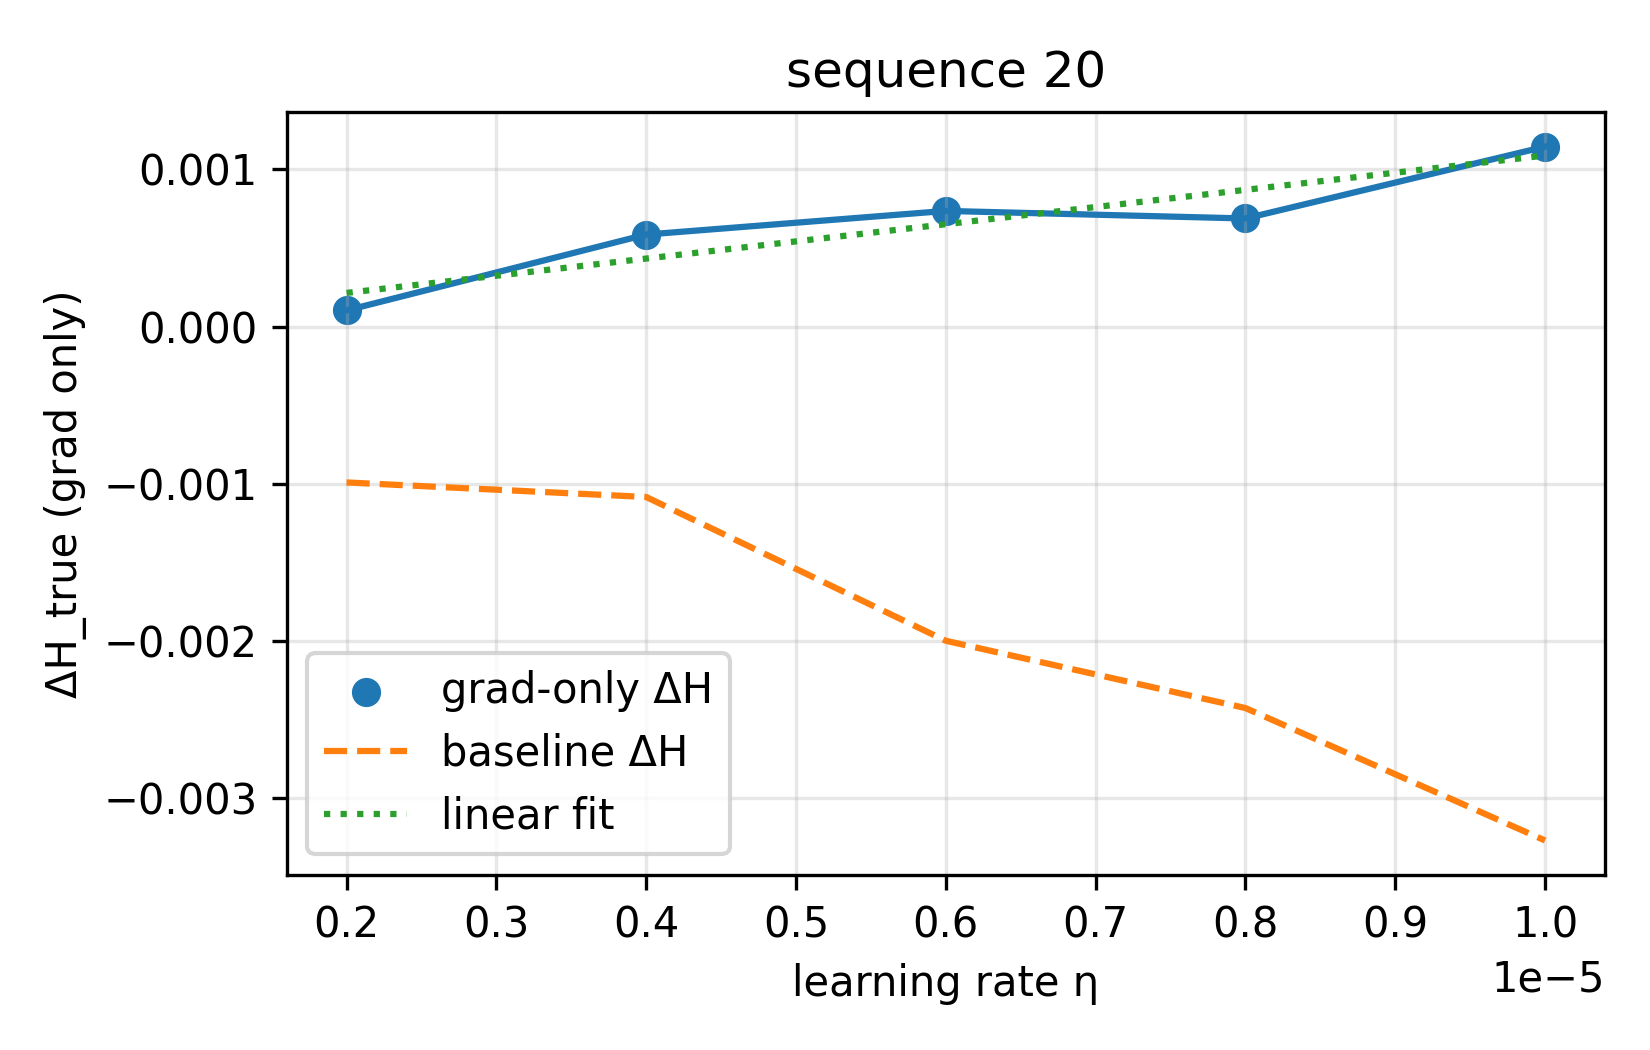 sequence 20
ΔH_true (grad only)
0.001
0.000
−0.001
−0.002
−0.003
grad-only ΔH
baseline ΔH
linear fit
0.2 0.3 0.4 0.5 0.6 0.7 0.8 0.9 1.0
1e−5
learning rate η